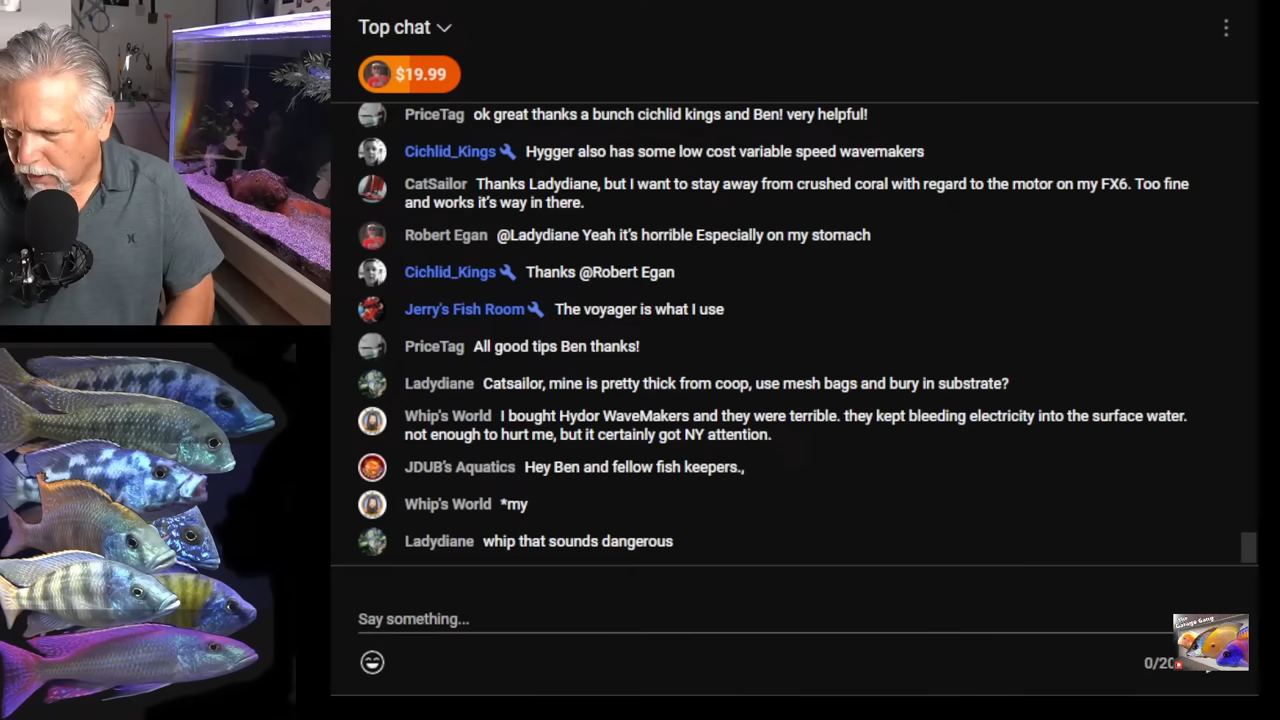 Top chat
$19.99
PriceTag ok great thanks a bunch cichlid kings and Ben! very helpful!
Cichlid_Kings Hygger also has some low cost variable speed wavemakers
CatSailor Thanks Ladydiane, but I want to stay away from crushed coral with regard to the motor on my FX6. Too fine
and works it's way in there.
Robert Egan @Ladydiane Yeah it's horrible Especially on my stomach
Cichlid_Kings Thanks @Robert Egan
Jerry's Fish Room The voyager is what I use
PriceTag All good tips Ben thanks!
Ladydiane Catsailor, mine is pretty thick from coop, use mesh bags and bury in substrate?
Whip's World I bought Hydor WaveMakers and they were terrible. they kept bleeding electricity into the surface water.
not enough to hurt me, but it certainly got NY attention.
JDUB's Aquatics Hey Ben and fellow fish keepers.,
Whip's World *my
Ladydiane whip that sounds dangerous
Say something...
0/20
Garage Gang